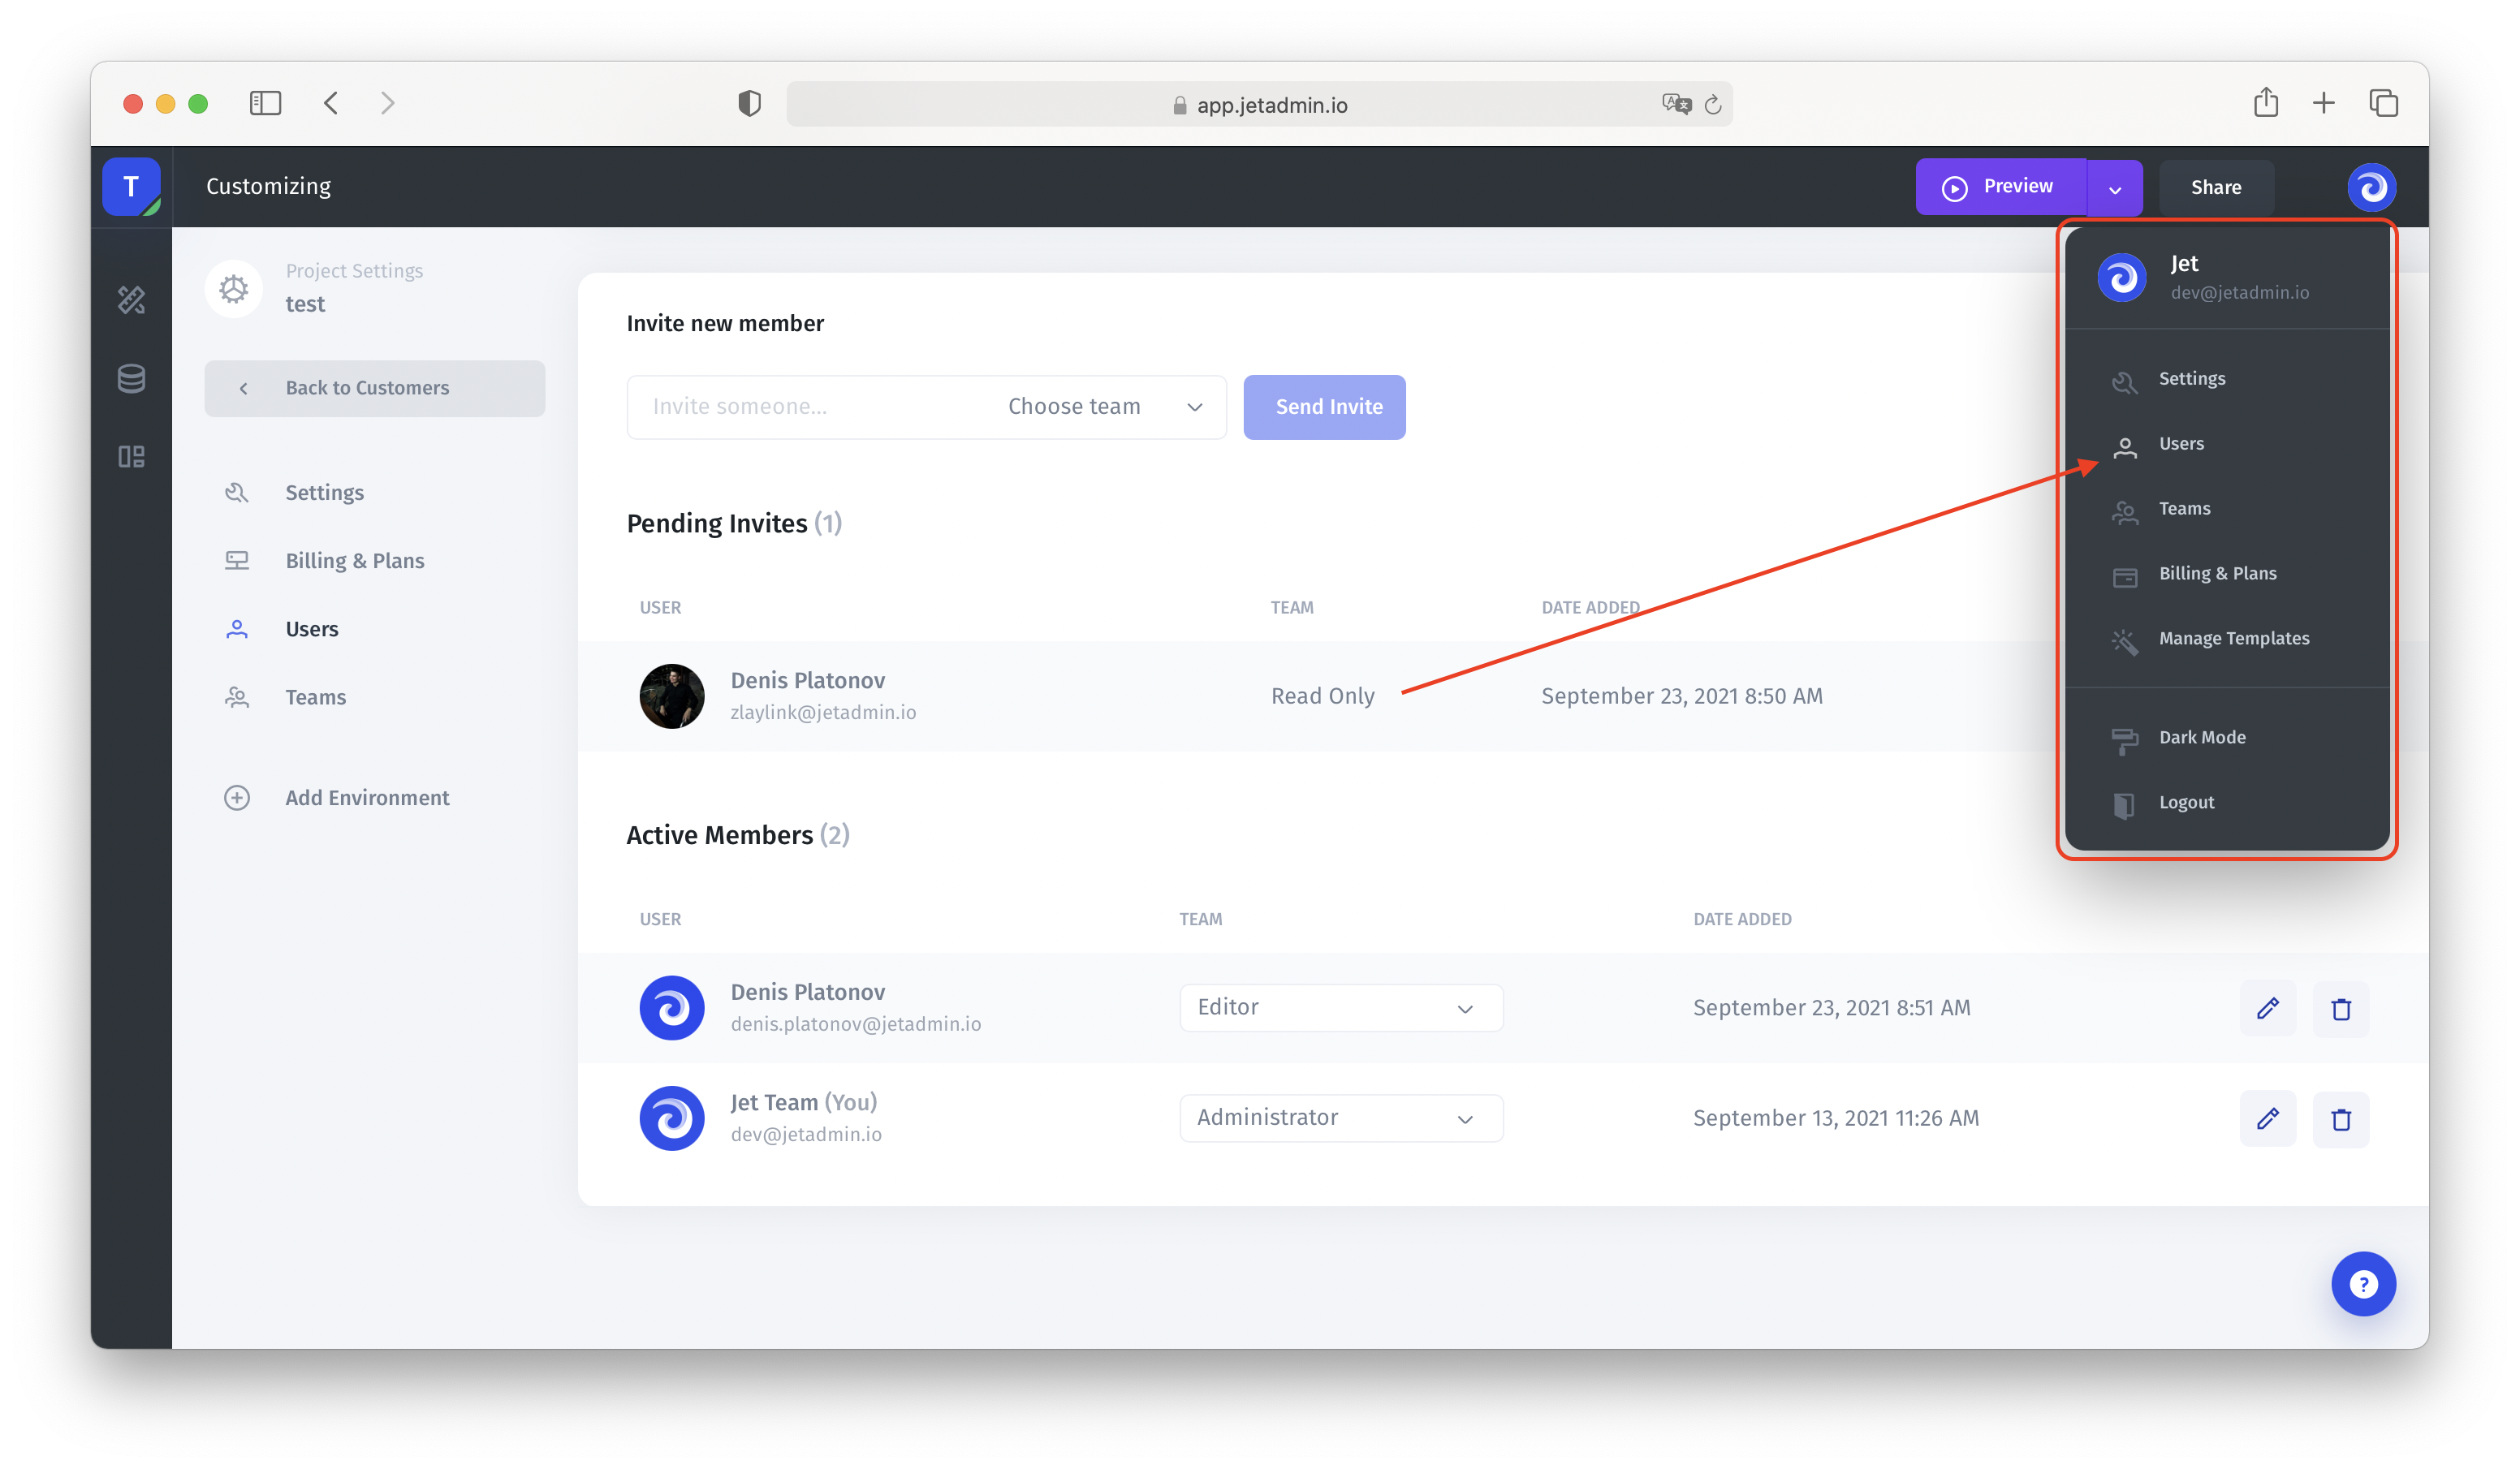 app.jetadmin.io
T
Customizing
Preview
Share
Project Settings
test
Back to Customers
Settings
Billing & Plans
Users
Teams
Add Environment
Invite new member
Invite someone...
Choose team
Send Invite
Pending Invites (1)
USER TEAM DATE ADDED
Denis Platonov
zlaylink@jetadmin.io
Read Only
September 23, 2021 8:50 AM
Active Members (2)
USER TEAM DATE ADDED
Denis Platonov
denis.platonov@jetadmin.io
Editor
September 23, 2021 8:51 AM
Jet Team (You)
dev@jetadmin.io
Administrator
September 13, 2021 11:26 AM
Jet
dev@jetadmin.io
Settings
Users
Teams
Billing & Plans
Manage Templates
Dark Mode
Logout
?